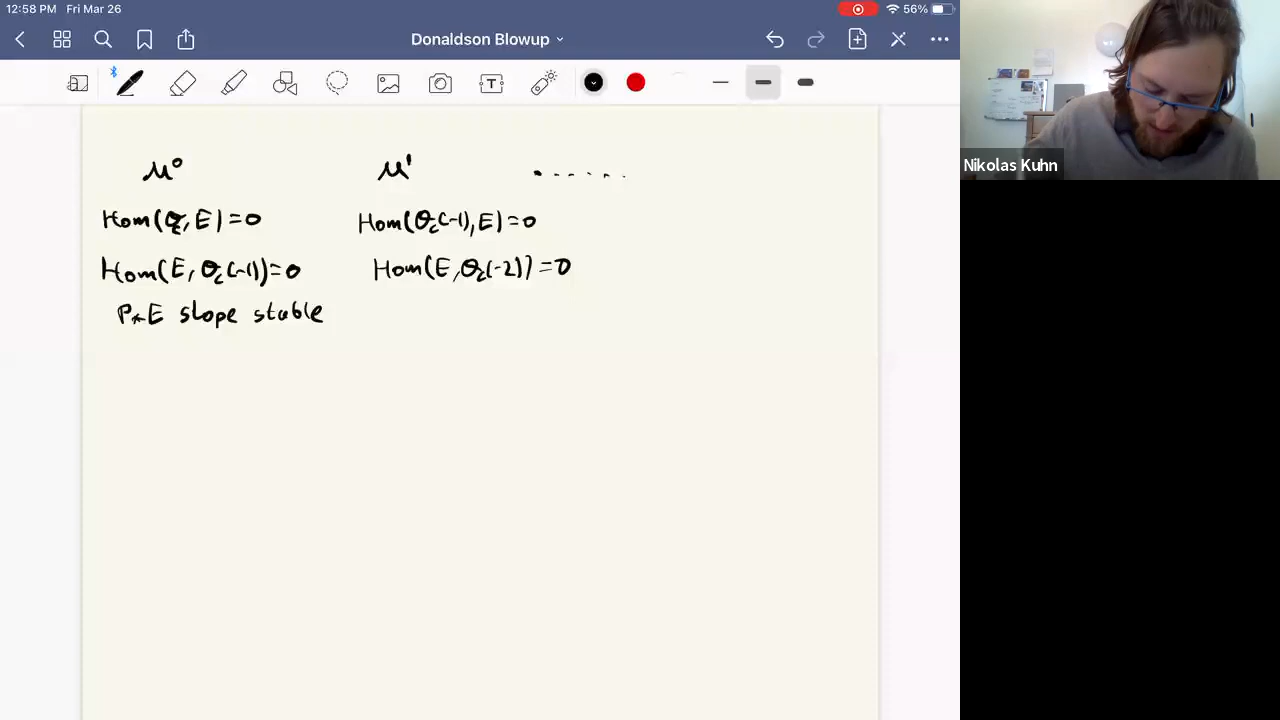 12:58 PM Fri Mar 26
56%
Donaldson Blowup
Nikolas Kuhn
M⁰ M¹ . . . . . .
Hom(O_C, E) = 0 Hom(O_C(-1), E) = 0
Hom(E, O_C(-1)) = 0 Hom(E, O_C(-2)) = 0
P_*E slope stable